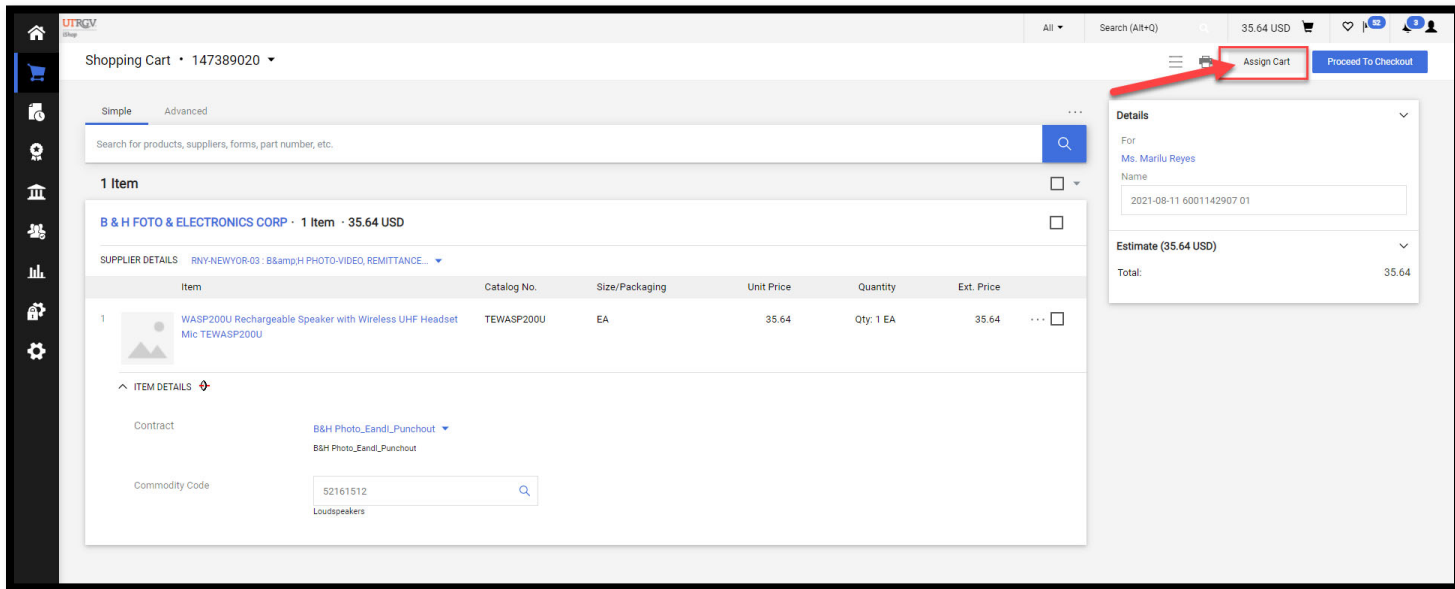 UTRGV
iShop
All
Search (Alt+Q)
35.64 USD
52
3
Shopping Cart • 147389020
Assign Cart
Proceed To Checkout
Simple
Advanced
...
Search for products, suppliers, forms, part number, etc.
1 Item
B & H FOTO & ELECTRONICS CORP · 1 Item · 35.64 USD
SUPPLIER DETAILS RNY-NEWYOR-03 : B&amp;H PHOTO-VIDEO, REMITTANCE...
Item Catalog No. Size/Packaging Unit Price Quantity Ext. Price
1 WASP200U Rechargeable Speaker with Wireless UHF Headset TEWASP200U EA 35.64 Qty: 1 EA 35.64 ...
Mic TEWASP200U
ITEM DETAILS
Contract B&H Photo_EandI_Punchout
B&H Photo_EandI_Punchout
Commodity Code 52161512
Loudspeakers
Details
For
Ms. Marilu Reyes
Name
2021-08-11 6001142907 01
Estimate (35.64 USD)
Total: 35.64